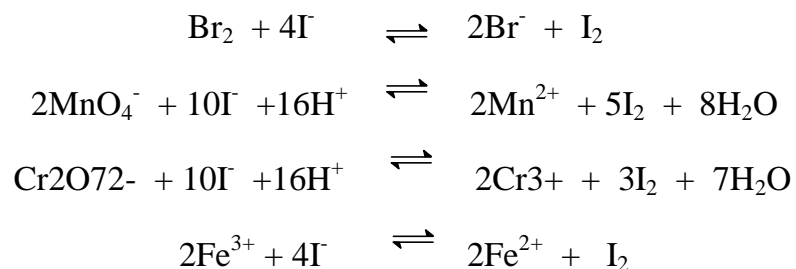 Br₂ + 4I⁻ ⇌ 2Br⁻ + I₂
2MnO₄⁻ + 10I⁻ +16H⁺ ⇌ 2Mn²⁺ + 5I₂ + 8H₂O
Cr2O72- + 10I⁻ +16H⁺ ⇌ 2Cr3+ + 3I₂ + 7H₂O
2Fe³⁺ + 4I⁻ ⇌ 2Fe²⁺ + I₂